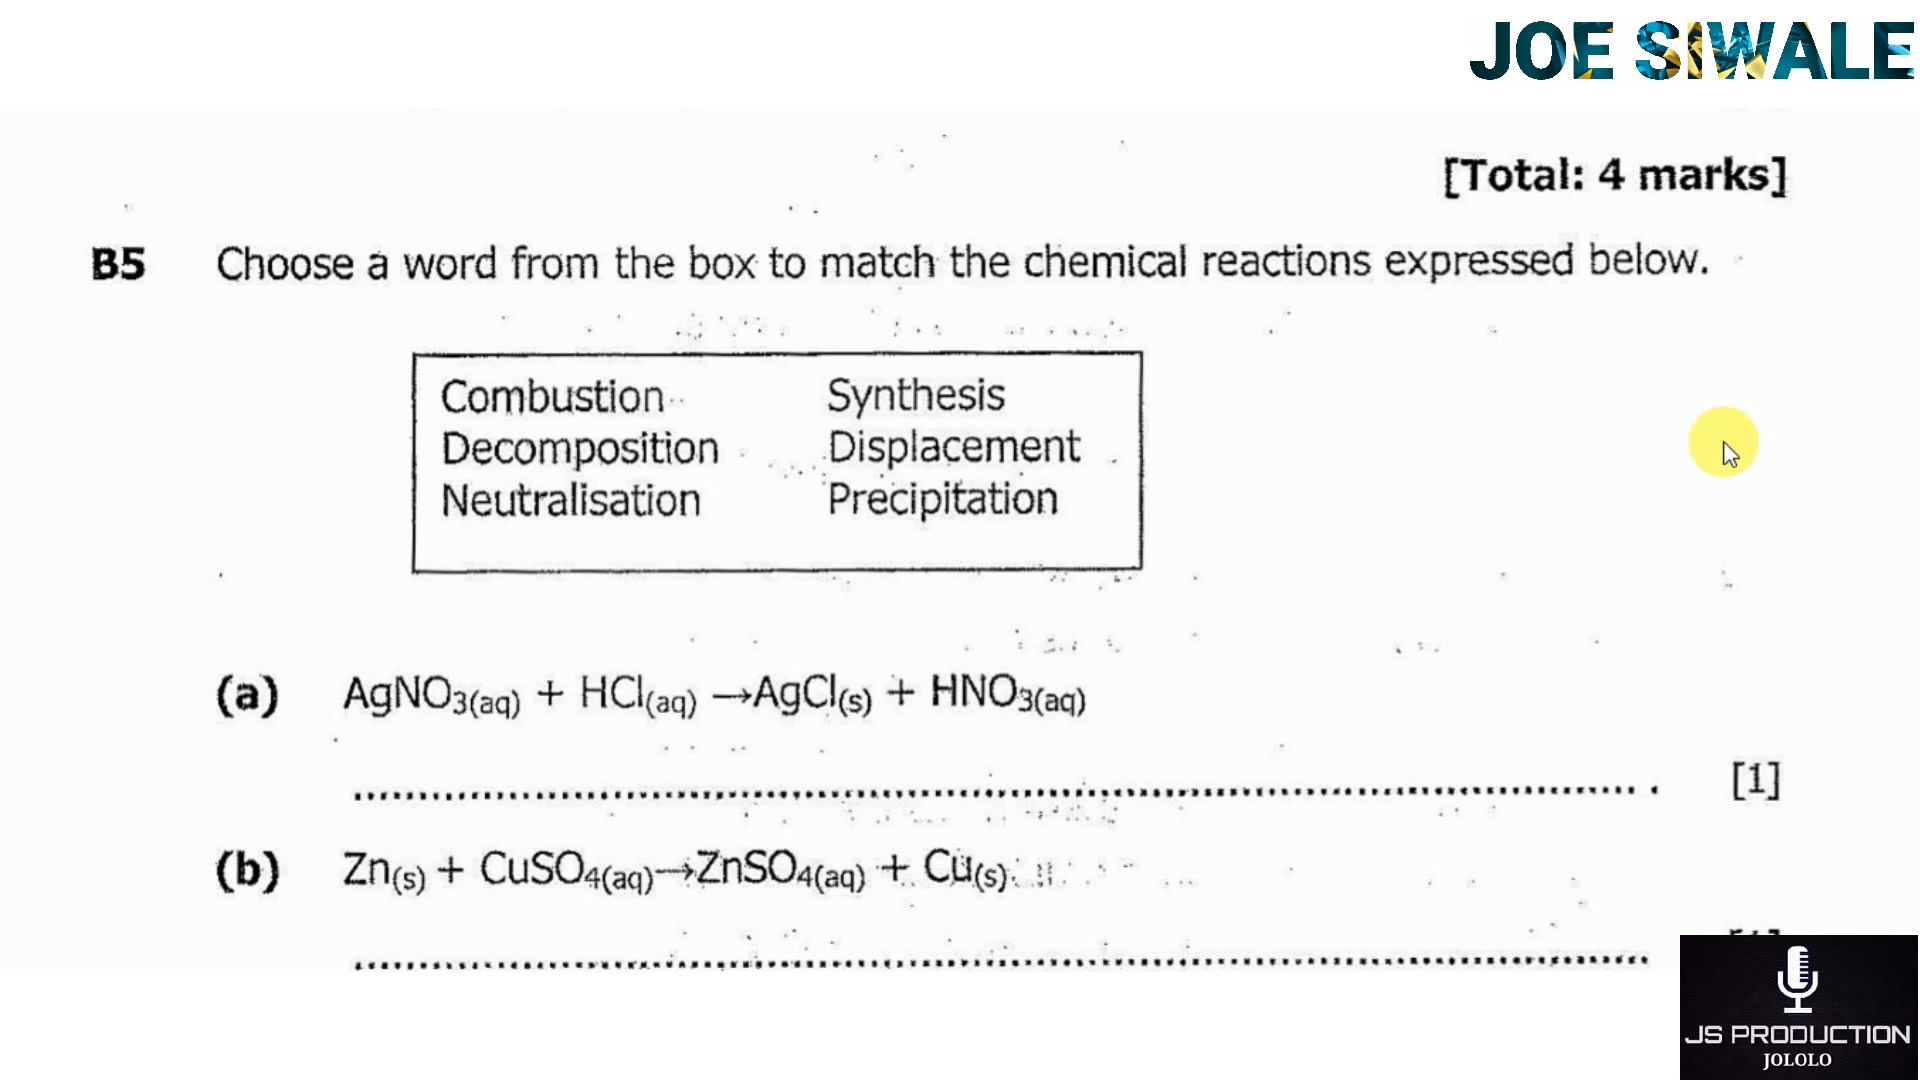 JOE SIWALE
[Total: 4 marks]
B5 Choose a word from the box to match the chemical reactions expressed below.
Combustion Synthesis
Decomposition Displacement
Neutralisation Precipitation
(a) AgNO3(aq) + HCl(aq) →AgCl(s) + HNO3(aq)
[1]
(b) Zn(s) + CuSO4(aq)→ZnSO4(aq) + Cu(s)
JS PRODUCTION
JOLOLO